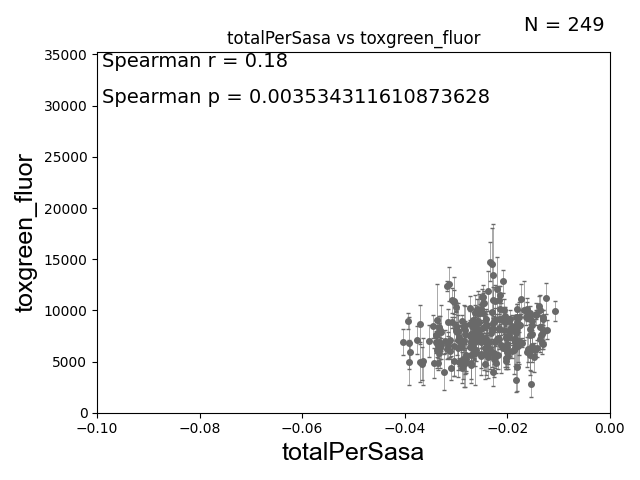 N = 249
totalPerSasa vs toxgreen_fluor
Spearman r = 0.18
Spearman p = 0.003534311610873628
toxgreen_fluor
35000
30000
25000
20000
15000
10000
5000
0
−0.10 −0.08 −0.06 −0.04 −0.02 0.00
totalPerSasa